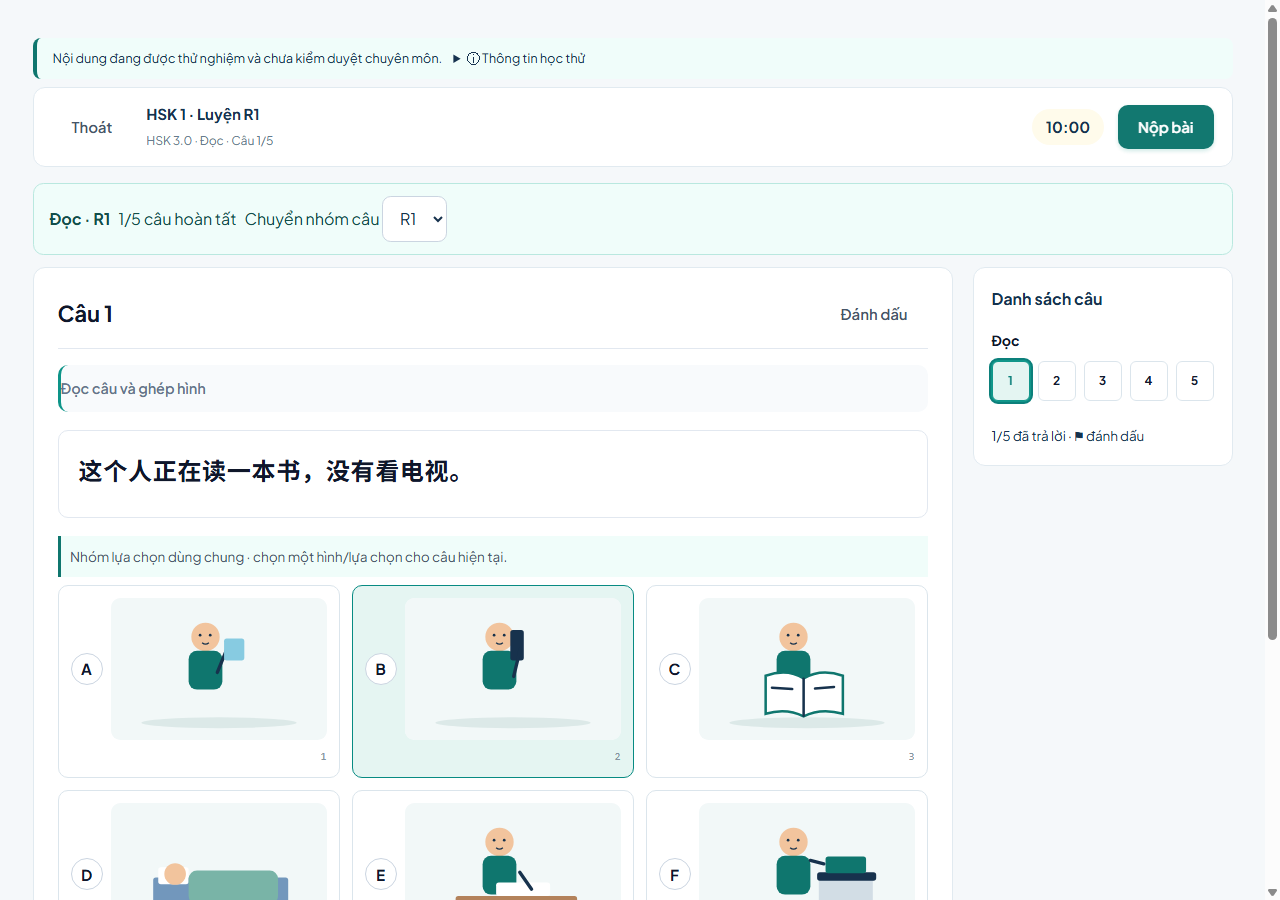 Nội dung đang được thử nghiệm và chưa kiểm duyệt chuyên môn. ▶ ⓘ Thông tin học thử
Thoát
HSK 1 · Luyện R1
HSK 3.0 · Đọc · Câu 1/5
10:00
Nộp bài
Đọc · R1 1/5 câu hoàn tất Chuyển nhóm câu R1
Câu 1
Đánh dấu
Đọc câu và ghép hình
这个人正在读一本书，没有看电视。
Nhóm lựa chọn dùng chung · chọn một hình/lựa chọn cho câu hiện tại.
A
1
B
2
C
3
D
E
F
Danh sách câu
Đọc
1 2 3 4 5
1/5 đã trả lời · ⚑ đánh dấu